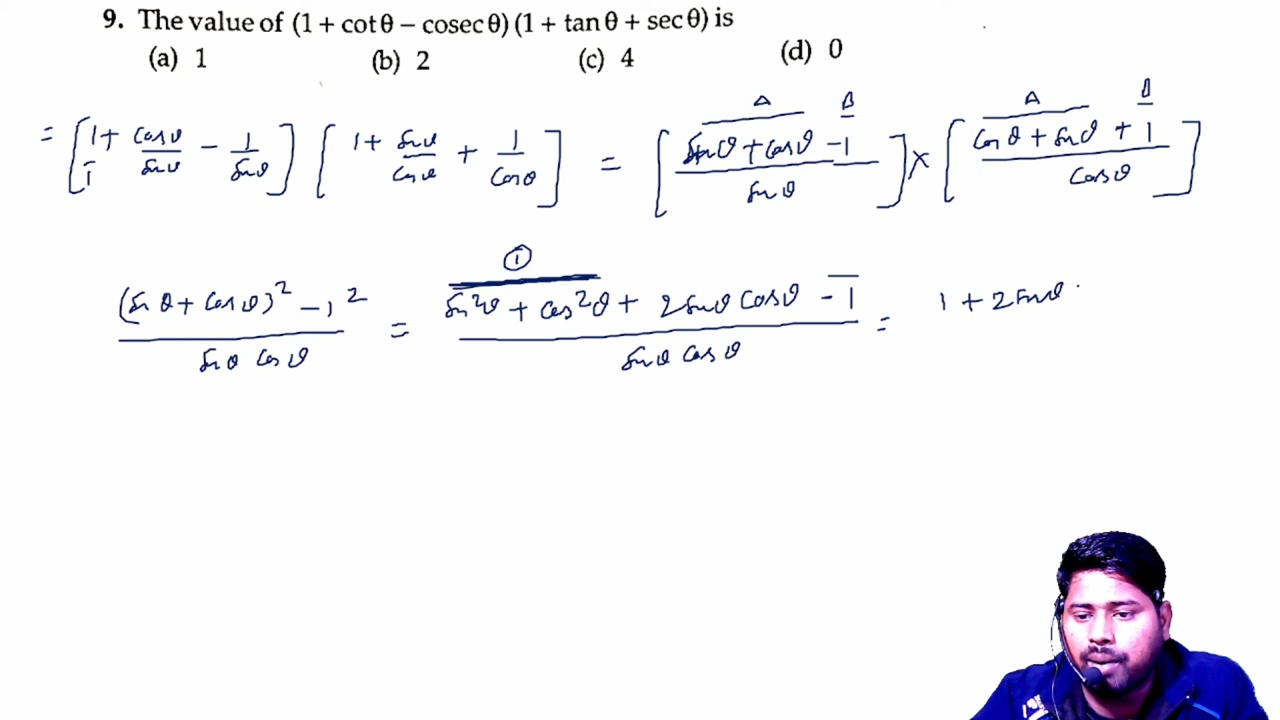 9. The value of (1 + cot θ − cosec θ) (1 + tan θ + sec θ) is
(a) 1 (b) 2 (c) 4 (d) 0
= [1/1 + cosθ/sinθ − 1/sinθ] [1 + sinθ/cosθ + 1/cosθ] = [(sinθ + cosθ − 1)/sinθ] × [(cosθ + sinθ + 1)/cosθ]
A B A B
①
((sinθ + cosθ)² − 1²)/(sinθ cosθ) = (sin²θ + cos²θ + 2sinθ cosθ − 1)/(sinθ cosθ) = 1 + 2sinθ